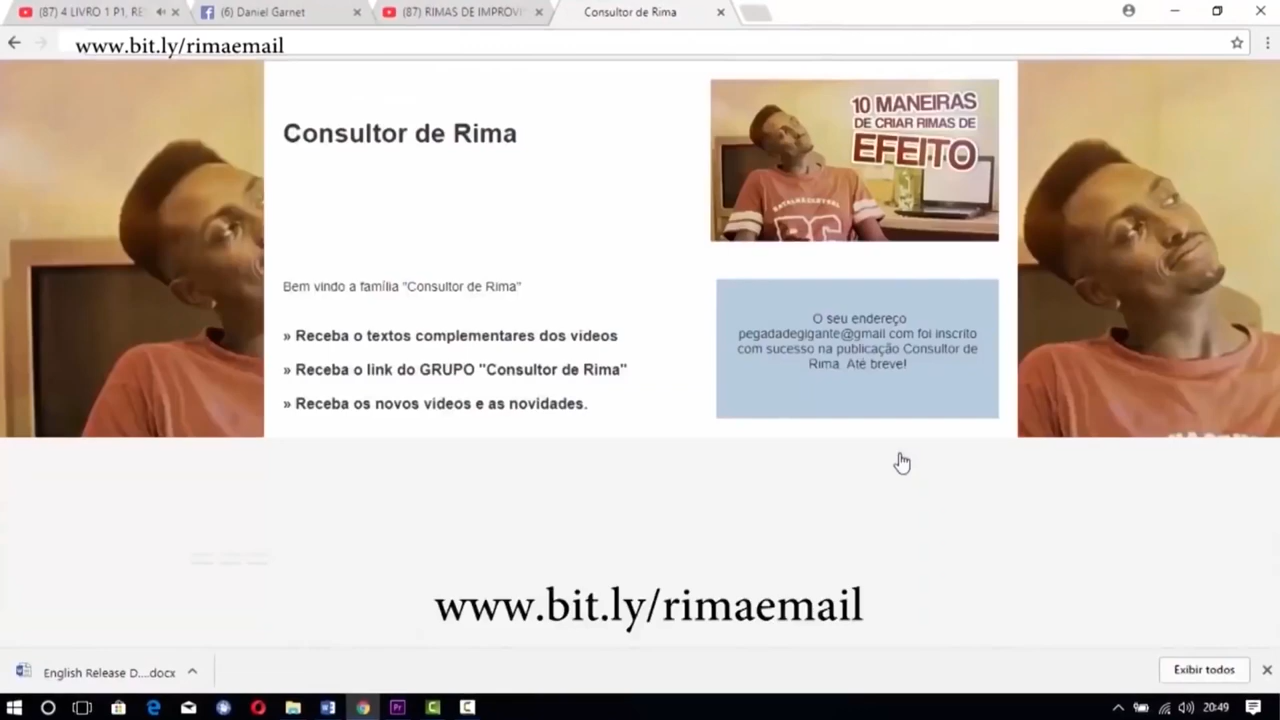 (87) 4 LIVRO 1 P1, RE
(6) Daniel Garnet
(87) RIMAS DE IMPROVI
Consultor de Rima
www.bit.ly/rimaemail
Consultor de Rima
10 MANEIRAS
DE CRIAR RIMAS DE
EFEITO
Bem vindo a família "Consultor de Rima"
» Receba o textos complementares dos videos
» Receba o link do GRUPO "Consultor de Rima"
» Receba os novos videos e as novidades.
O seu endereço
pegadadegigante@gmail.com foi inscrito
com sucesso na publicação Consultor de
Rima. Até breve!
www.bit.ly/rimaemail
English Release D....docx
Exibir todos
20:49